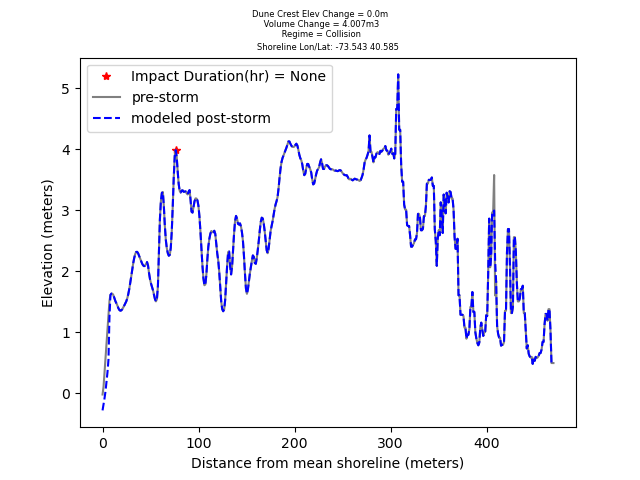 Dune Crest Elev Change = 0.0m
Volume Change = 4.007m3
Regime = Collision
Shoreline Lon/Lat: -73.543 40.585
Impact Duration(hr) = None
pre-storm
modeled post-storm
Elevation (meters)
5
4
3
2
1
0
0 100 200 300 400
Distance from mean shoreline (meters)